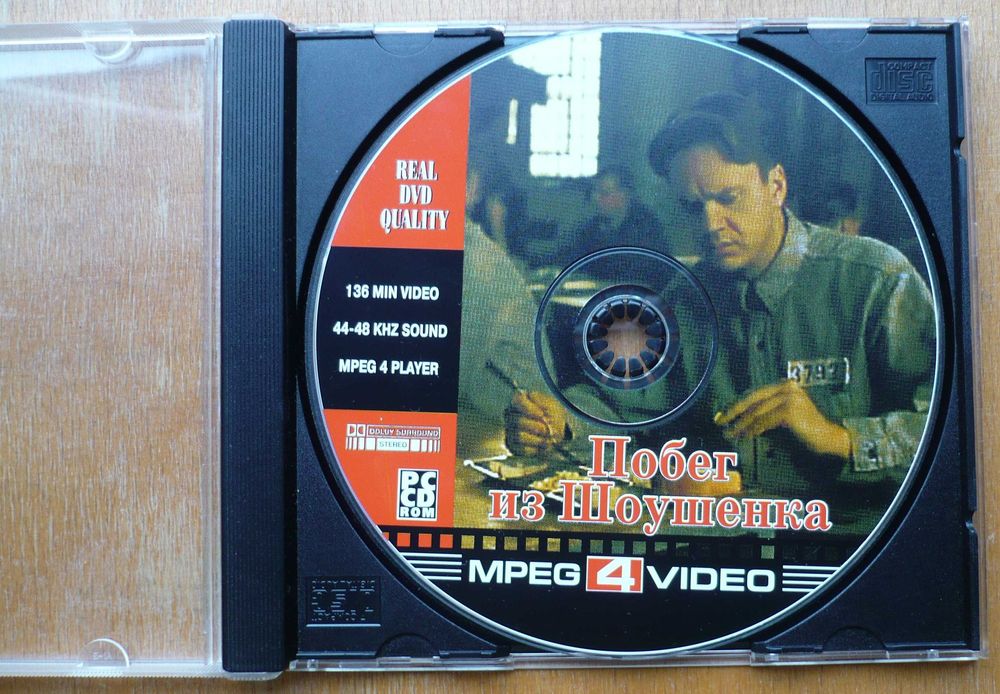 REAL
DVD
QUALITY
136 MIN VIDEO
44-48 KHZ SOUND
MPEG 4 PLAYER
DOLBY SURROUND
STEREO
PC
CD
ROM
Побег
из Шоушенка
MPEG 4 VIDEO
COMPACT
disc
DIGITAL AUDIO